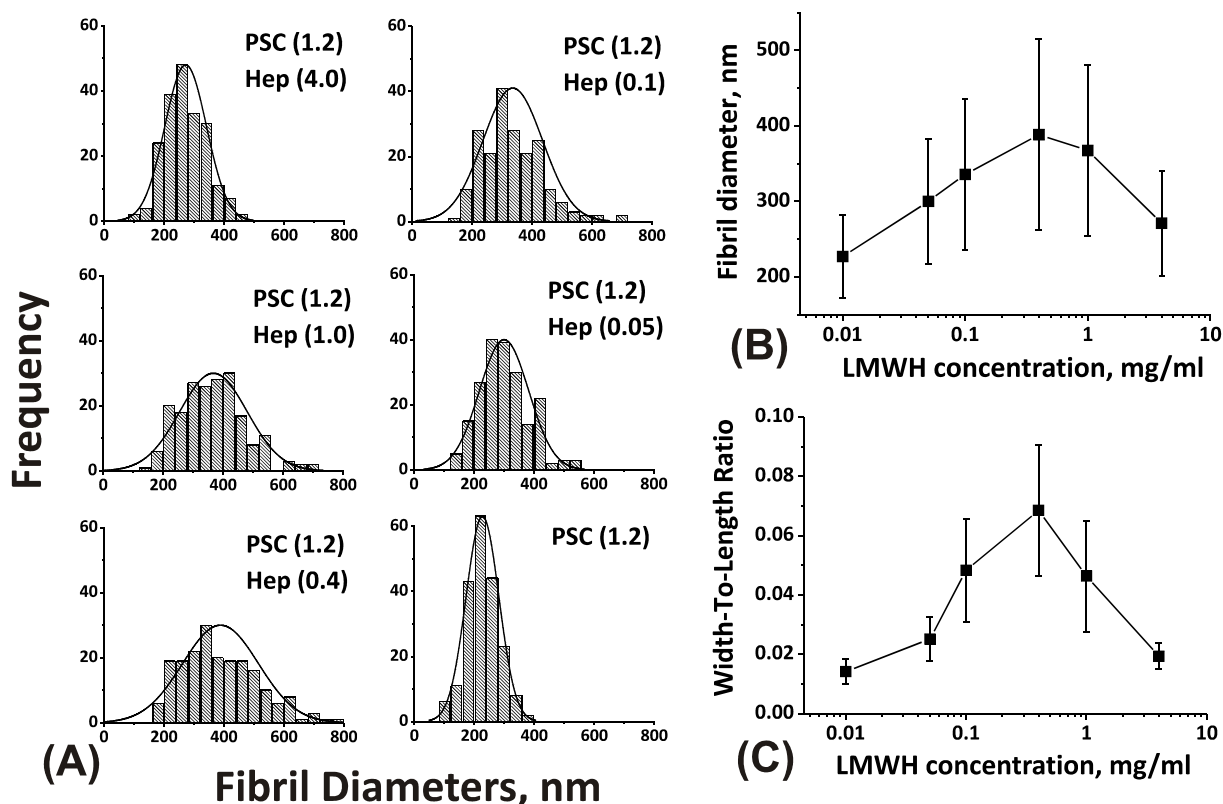 Frequency
60
40
20
0
0 200 400 600 800
PSC (1.2)
Hep (4.0)
60
40
20
0
0 200 400 600 800
PSC (1.2)
Hep (0.1)
60
40
20
0
0 200 400 600 800
PSC (1.2)
Hep (1.0)
60
40
20
0
0 200 400 600 800
PSC (1.2)
Hep (0.05)
60
40
20
0
0 200 400 600 800
PSC (1.2)
Hep (0.4)
60
40
20
0
0 200 400 600 800
PSC (1.2)
(A)
Fibril Diameters, nm
Fibril diameter, nm
500
400
300
200
0.01 0.1 1 10
(B)
LMWH concentration, mg/ml
Width-To-Length Ratio
0.10
0.08
0.06
0.04
0.02
0.00
0.01 0.1 1 10
(C)
LMWH concentration, mg/ml